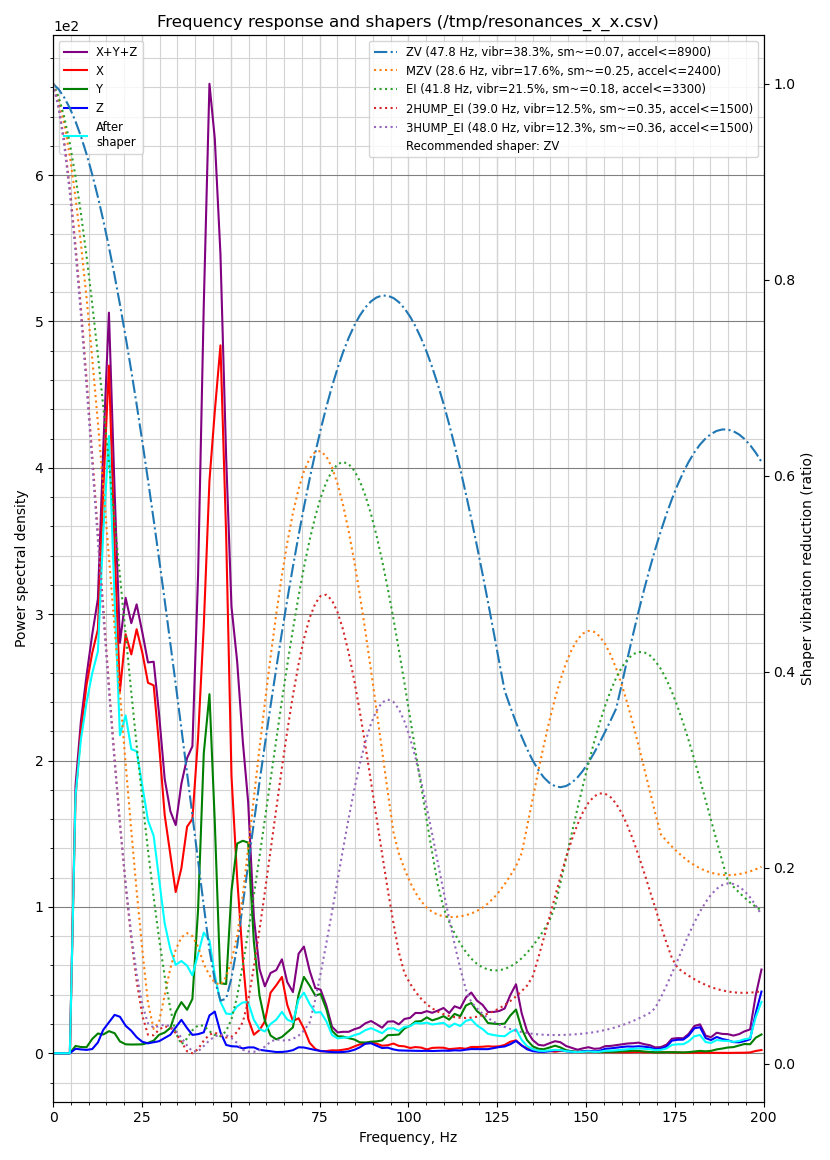 Frequency response and shapers (/tmp/resonances_x_x.csv)
1e2
X+Y+Z
X
Y
Z
After
shaper
ZV (47.8 Hz, vibr=38.3%, sm~=0.07, accel<=8900)
MZV (28.6 Hz, vibr=17.6%, sm~=0.25, accel<=2400)
EI (41.8 Hz, vibr=21.5%, sm~=0.18, accel<=3300)
2HUMP_EI (39.0 Hz, vibr=12.5%, sm~=0.35, accel<=1500)
3HUMP_EI (48.0 Hz, vibr=12.3%, sm~=0.36, accel<=1500)
Recommended shaper: ZV
Power spectral density
6
5
4
3
2
1
0
1.0
0.8
0.6
0.4
0.2
0.0
Shaper vibration reduction (ratio)
0 25 50 75 100 125 150 175 200
Frequency, Hz